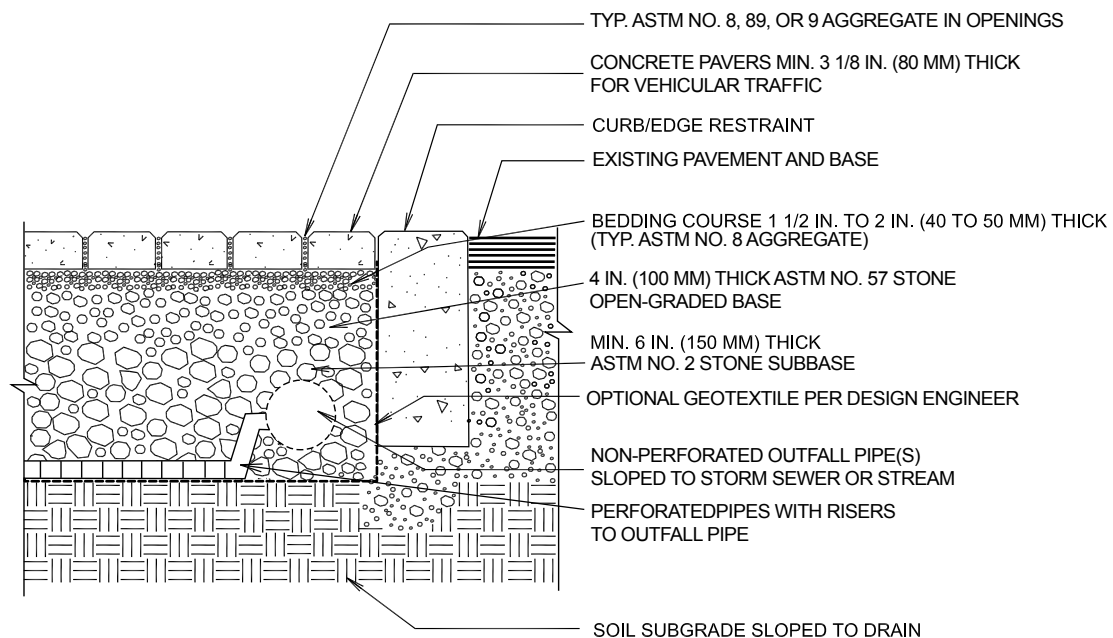 TYP. ASTM NO. 8, 89, OR 9 AGGREGATE IN OPENINGS
CONCRETE PAVERS MIN. 3 1/8 IN. (80 MM) THICK
FOR VEHICULAR TRAFFIC
CURB/EDGE RESTRAINT
EXISTING PAVEMENT AND BASE
BEDDING COURSE 1 1/2 IN. TO 2 IN. (40 TO 50 MM) THICK
(TYP. ASTM NO. 8 AGGREGATE)
4 IN. (100 MM) THICK ASTM NO. 57 STONE
OPEN-GRADED BASE
MIN. 6 IN. (150 MM) THICK
ASTM NO. 2 STONE SUBBASE
OPTIONAL GEOTEXTILE PER DESIGN ENGINEER
NON-PERFORATED OUTFALL PIPE(S)
SLOPED TO STORM SEWER OR STREAM
PERFORATEDPIPES WITH RISERS
TO OUTFALL PIPE
SOIL SUBGRADE SLOPED TO DRAIN